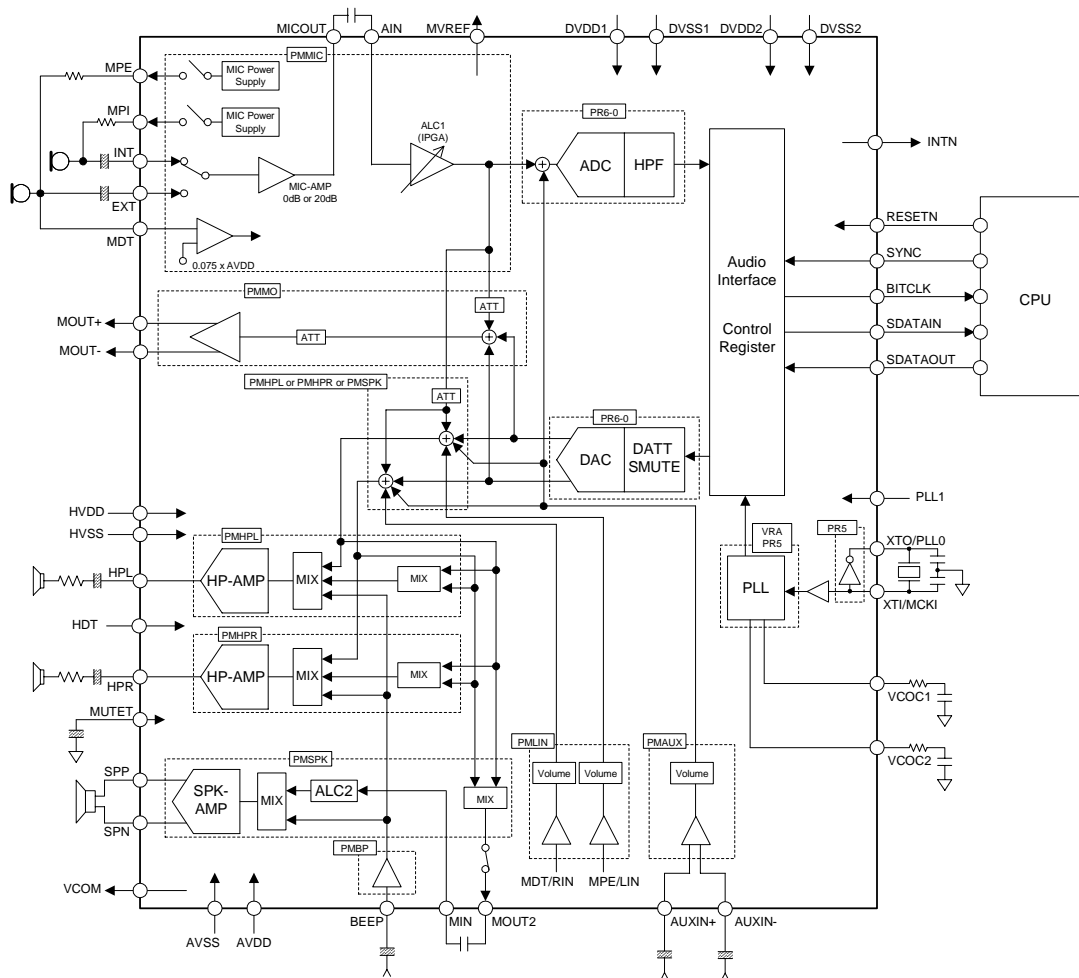 MICOUT
AIN
MVREF
DVDD1
DVSS1
DVDD2
DVSS2
PMMIC
MPE
MIC Power
Supply
MPI
MIC Power
Supply
INT
EXT
MDT
MIC-AMP
0dB or 20dB
ALC1
(IPGA)
0.075 x AVDD
PR6-0
ADC
HPF
Audio
Interface
Control
Register
INTN
RESETN
SYNC
BITCLK
SDATAIN
SDATAOUT
CPU
PMMO
MOUT+
MOUT-
ATT
ATT
PMHPL or PMHPR or PMSPK
ATT
PR6-0
DAC
DATT
SMUTE
PLL1
VRA
PR5
PLL
PR5
XTO/PLL0
XTI/MCKI
VCOC1
VCOC2
HVDD
HVSS
PMHPL
HPL
HP-AMP
MIX
MIX
HDT
PMHPR
HPR
HP-AMP
MIX
MIX
MUTET
PMSPK
SPP
SPN
SPK-
AMP
MIX
ALC2
MIX
PMLIN
Volume
Volume
PMAUX
Volume
PMBP
MDT/RIN
MPE/LIN
VCOM
AVSS
AVDD
BEEP
MIN
MOUT2
AUXIN+
AUXIN-